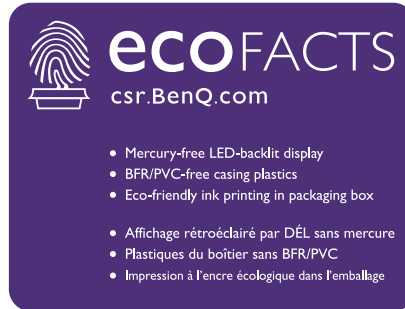 ecoFACTS
csr.BenQ.com
• Mercury-free LED-backlit display
• BFR/PVC-free casing plastics
• Eco-friendly ink printing in packaging box
• Affichage rétroéclairé par DÉL sans mercure
• Plastiques du boîtier sans BFR/PVC
• Impression à l'encre écologique dans l'emballage